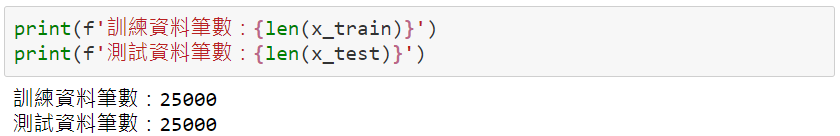 print(f'訓練資料筆數：{len(x_train)}')
print(f'測試資料筆數：{len(x_test)}')
訓練資料筆數：25000
測試資料筆數：25000